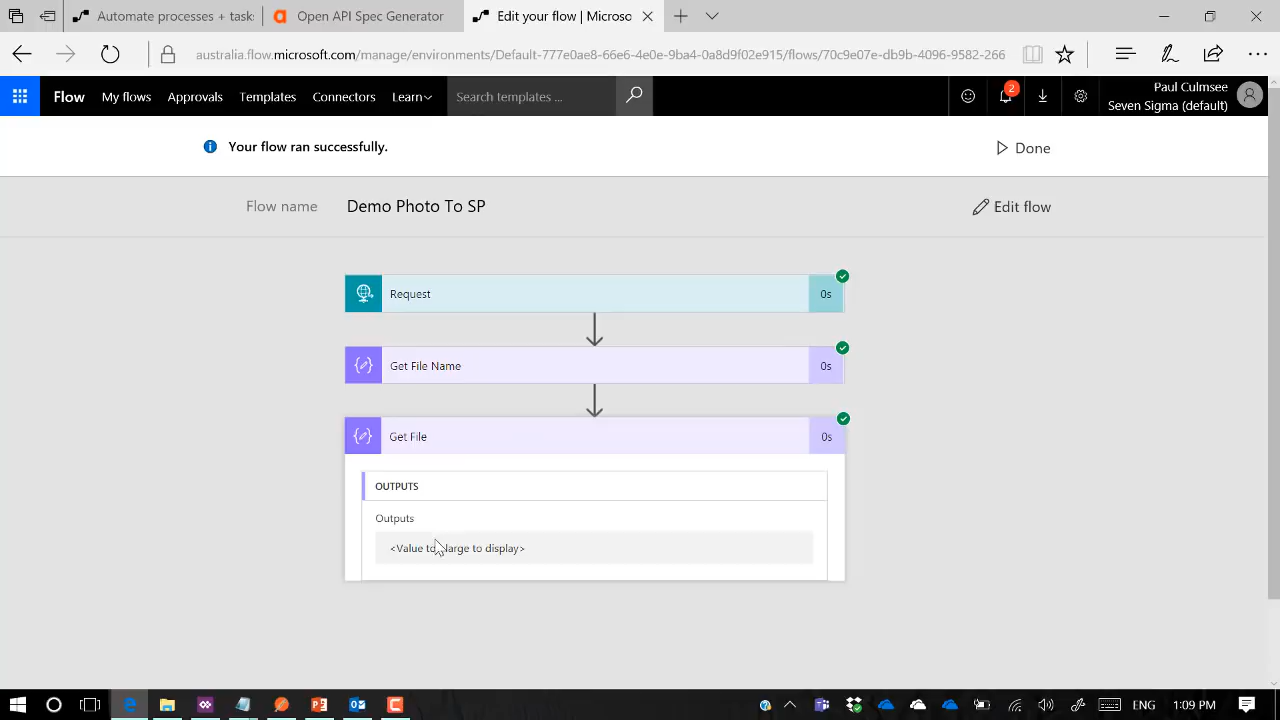 Automate processes + task
Open API Spec Generator
Edit your flow | Microso
australia.flow.microsoft.com/manage/environments/Default-777e0ae8-66e6-4e0e-9ba4-0a8d9f02e915/flows/70c9e07e-db9b-4096-9582-266
Flow My flows Approvals Templates Connectors Learn Search templates ... 2 Paul Culmsee
Seven Sigma (default)
Your flow ran successfully. Done
Flow name Demo Photo To SP Edit flow
Request 0s
Get File Name 0s
Get File 0s
OUTPUTS
Outputs
<Value to large to display>
ENG 1:09 PM